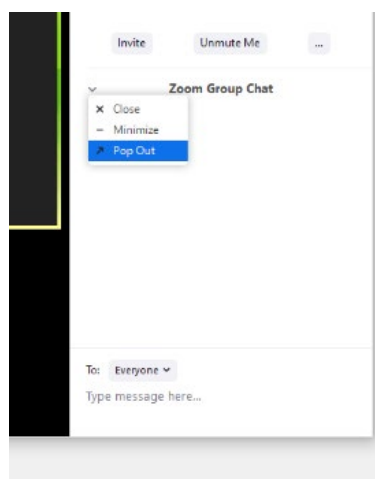 Invite Unmute Me ...
Zoom Group Chat
Close
Minimize
Pop Out
To: Everyone
Type message here...